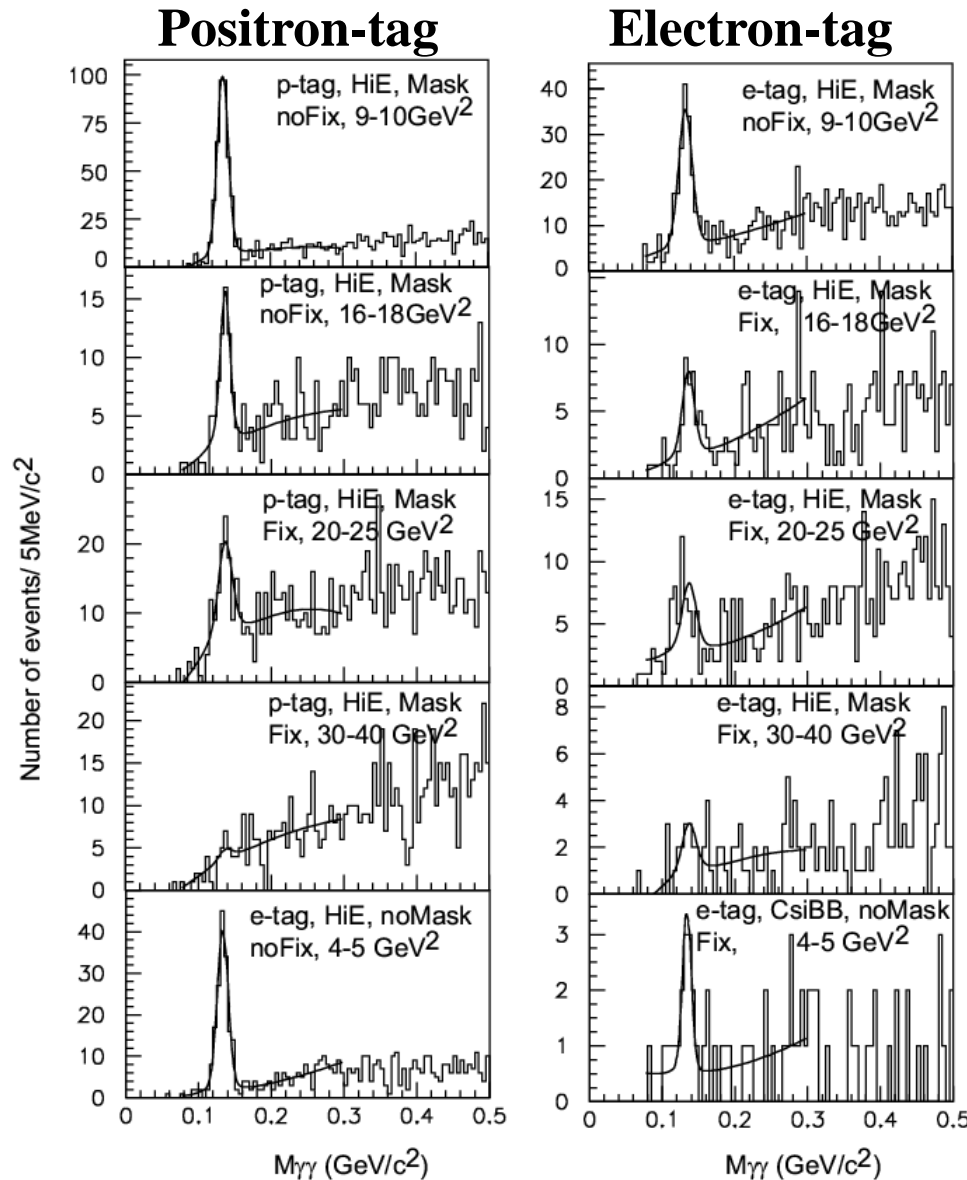 Positron-tag
Electron-tag
Number of events/ 5MeV/c²
p-tag, HiE, Mask
noFix, 9-10GeV²
100
75
50
25
0
p-tag, HiE, Mask
noFix, 16-18GeV²
15
10
5
0
p-tag, HiE, Mask
Fix, 20-25 GeV²
20
10
0
p-tag, HiE, Mask
Fix, 30-40 GeV²
20
15
10
5
0
e-tag, HiE, noMask
noFix, 4-5 GeV²
40
30
20
10
0
0 0.1 0.2 0.3 0.4 0.5
Mγγ (GeV/c²)
e-tag, HiE, Mask
noFix, 9-10GeV²
40
30
20
10
0
e-tag, HiE, Mask
Fix, 16-18GeV²
15
10
5
0
e-tag, HiE, Mask
Fix, 20-25 GeV²
15
10
5
0
e-tag, HiE, Mask
Fix, 30-40 GeV²
8
6
4
2
0
e-tag, CsiBB, noMask
Fix, 4-5 GeV²
3
2
1
0
0 0.2 0.4 0.5
Mγγ (GeV/c²)